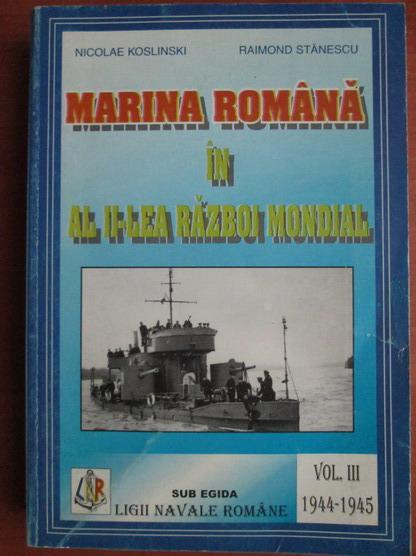 NICOLAE KOSLINSKI RAIMOND STĂNESCU
MARINA ROMÂNĂ
ÎN
AL II-LEA RĂZBOI MONDIAL
SUB EGIDA
LIGII NAVALE ROMÂNE
VOL. III
1944-1945